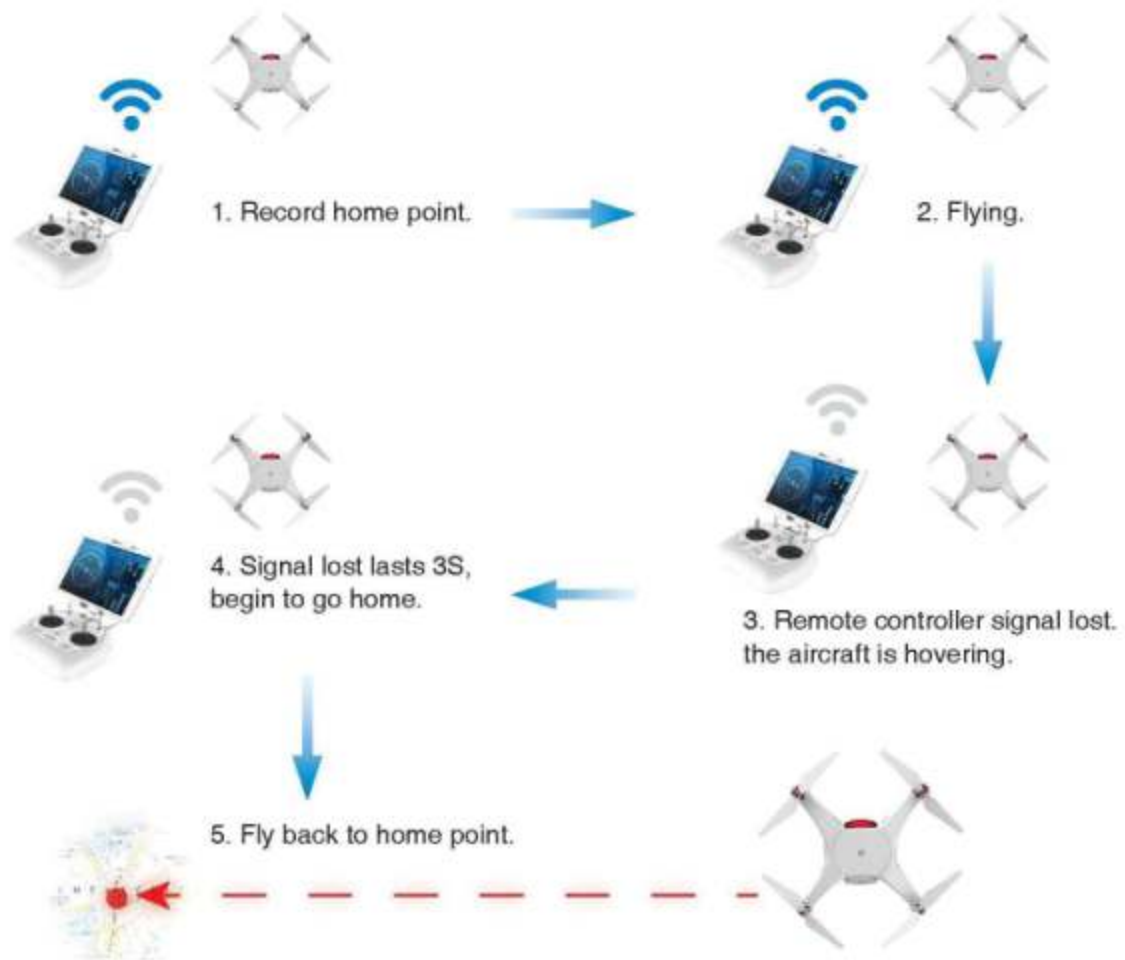 1. Record home point.
2. Flying.
3. Remote controller signal lost.
the aircraft is hovering.
4. Signal lost lasts 3S,
begin to go home.
5. Fly back to home point.